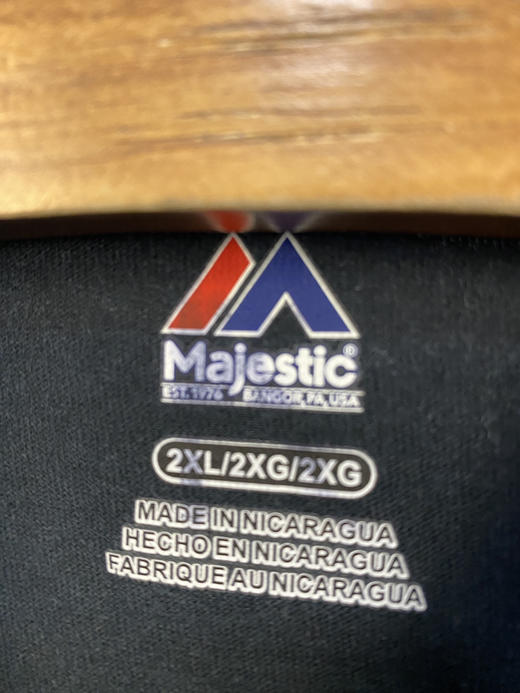 Majestic®
EST. 1976 BANGOR, PA, USA
2XL/2XG/2XG
MADE IN NICARAGUA
HECHO EN NICARAGUA
FABRIQUE AU NICARAGUA